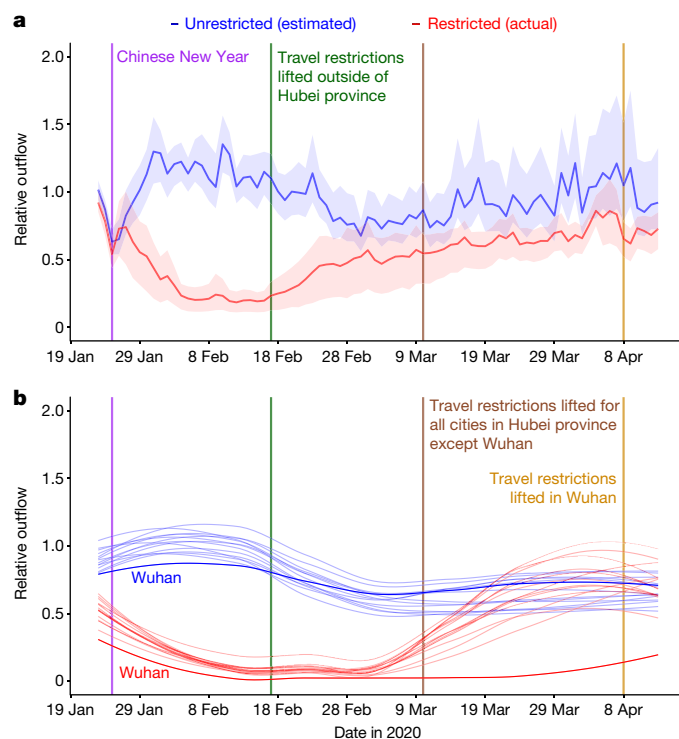 a
Unrestricted (estimated)
Restricted (actual)
2.0
1.5
1.0
0.5
0
Relative outflow
Chinese New Year
Travel restrictions
lifted outside of
Hubei province
19 Jan
29 Jan
8 Feb
18 Feb
28 Feb
9 Mar
19 Mar
29 Mar
8 Apr
b
2.0
1.5
1.0
0.5
0
Relative outflow
Travel restrictions lifted for
all cities in Hubei province
except Wuhan
Travel restrictions
lifted in Wuhan
Wuhan
Wuhan
19 Jan
29 Jan
8 Feb
18 Feb
28 Feb
9 Mar
19 Mar
29 Mar
8 Apr
Date in 2020